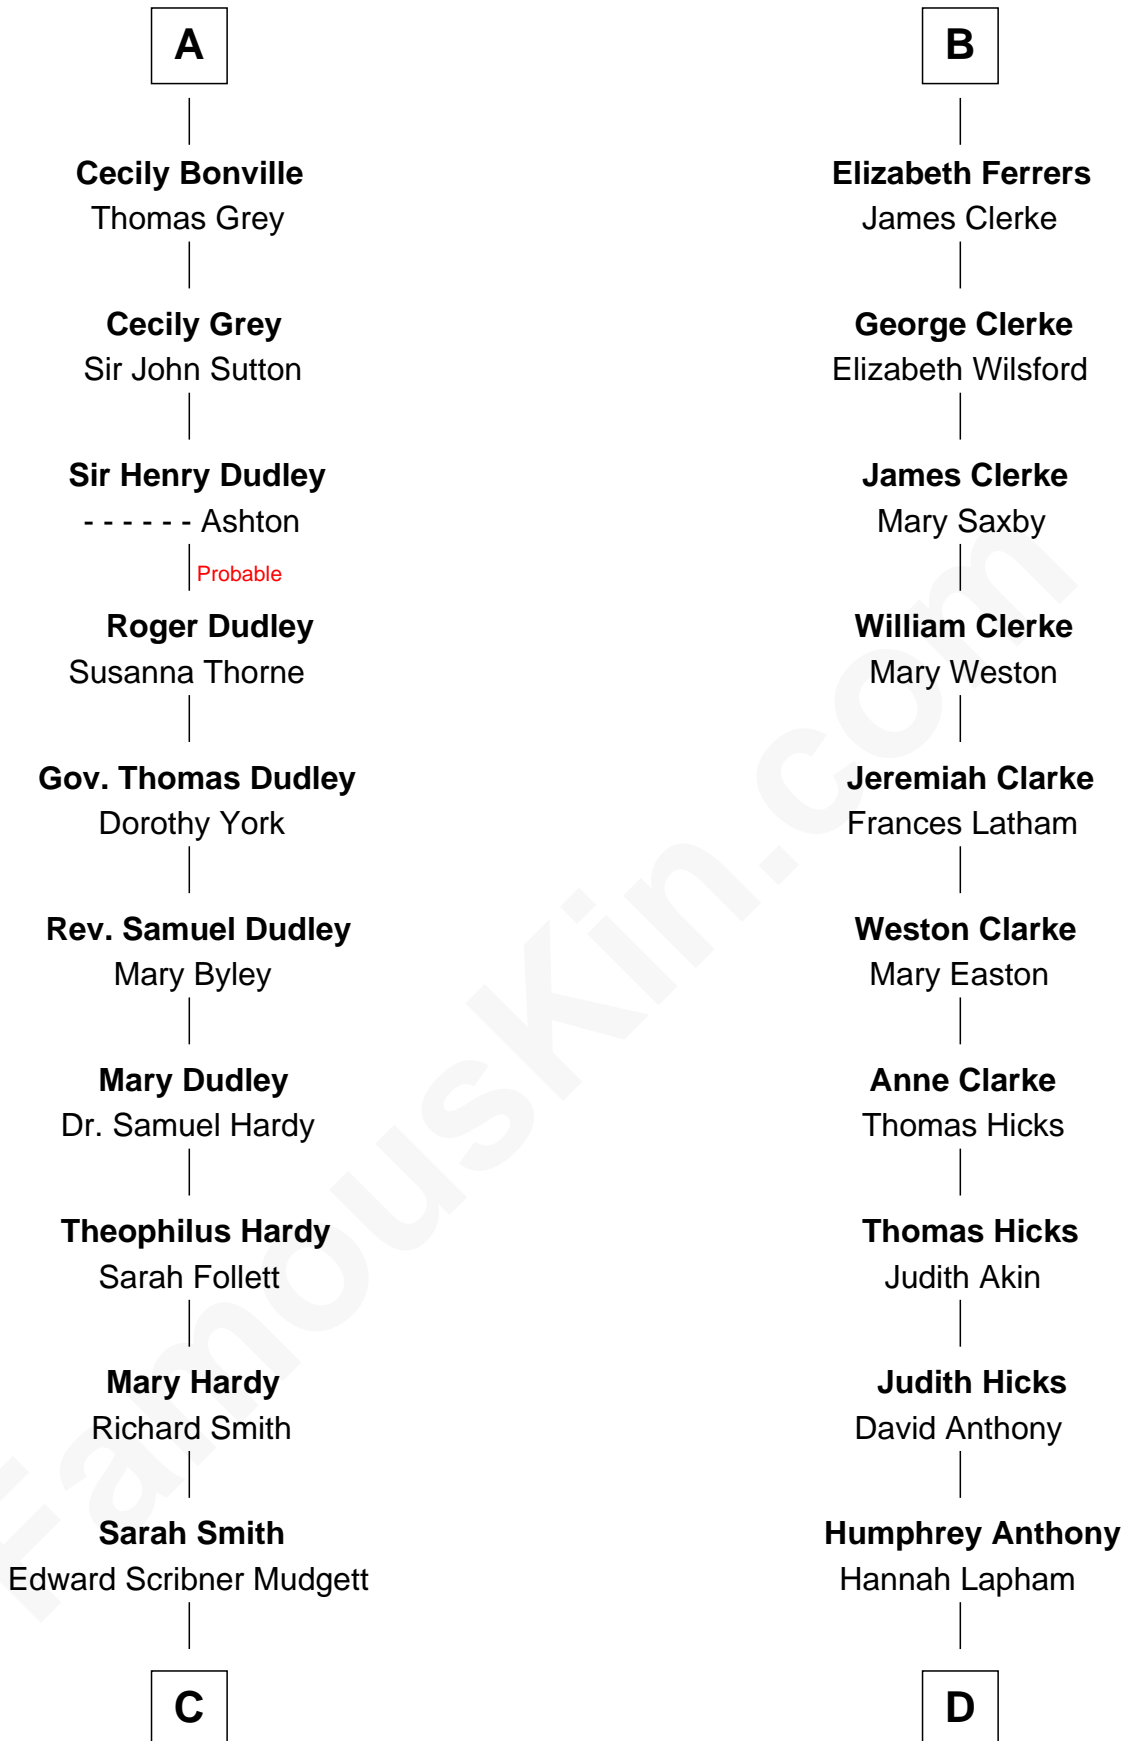 A
Cecily Bonville
Thomas Grey
Cecily Grey
Sir John Sutton
Sir Henry Dudley
- - - - - - Ashton
Probable
Roger Dudley
Susanna Thorne
Gov. Thomas Dudley
Dorothy York
Rev. Samuel Dudley
Mary Byley
Mary Dudley
Dr. Samuel Hardy
Theophilus Hardy
Sarah Follett
Mary Hardy
Richard Smith
Sarah Smith
Edward Scribner Mudgett
C
B
Elizabeth Ferrers
James Clerke
George Clerke
Elizabeth Wilsford
James Clerke
Mary Saxby
William Clerke
Mary Weston
Jeremiah Clarke
Frances Latham
Weston Clarke
Mary Easton
Anne Clarke
Thomas Hicks
Thomas Hicks
Judith Akin
Judith Hicks
David Anthony
Humphrey Anthony
Hannah Lapham
D
FamousKin.com